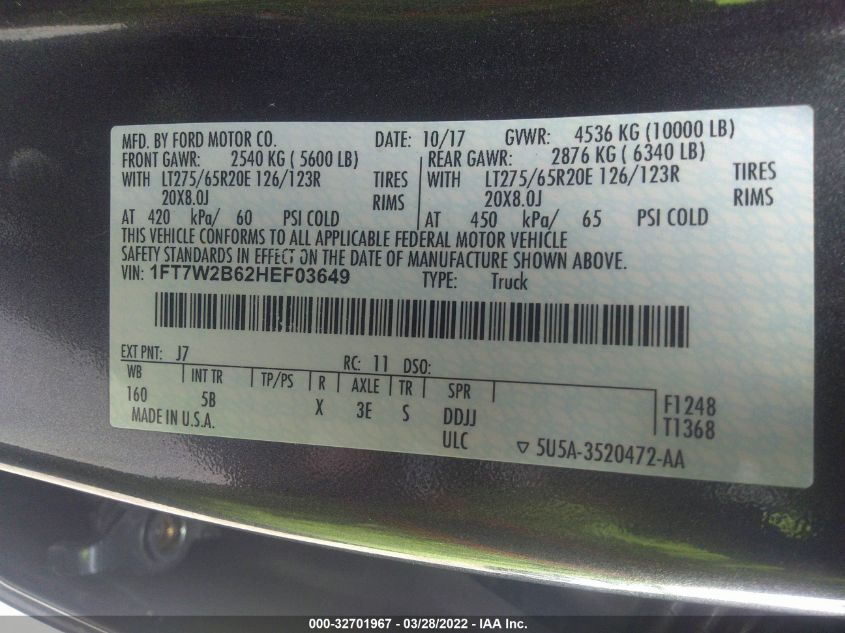 MFD. BY FORD MOTOR CO. DATE: 10/17 GVWR: 4536 KG (10000 LB)
FRONT GAWR: 2540 KG ( 5600 LB) REAR GAWR: 2876 KG ( 6340 LB)
WITH LT275/65R20E 126/123R TIRES WITH LT275/65R20E 126/123R TIRES
20X8.0J RIMS 20X8.0J RIMS
AT 420 kPa/ 60 PSI COLD AT 450 kPa/ 65 PSI COLD
THIS VEHICLE CONFORMS TO ALL APPLICABLE FEDERAL MOTOR VEHICLE
SAFETY STANDARDS IN EFFECT ON THE DATE OF MANUFACTURE SHOWN ABOVE.
VIN: 1FT7W2B62HEF03649 TYPE: Truck
EXT PNT: J7 RC: 11 DSO:
WB INT TR TP/PS R AXLE TR SPR
160 5B X 3E S DDJJ F1248
MADE IN U.S.A. ULC T1368
▽ 5U5A-3520472-AA
000-32701967 - 03/28/2022 - IAA Inc.